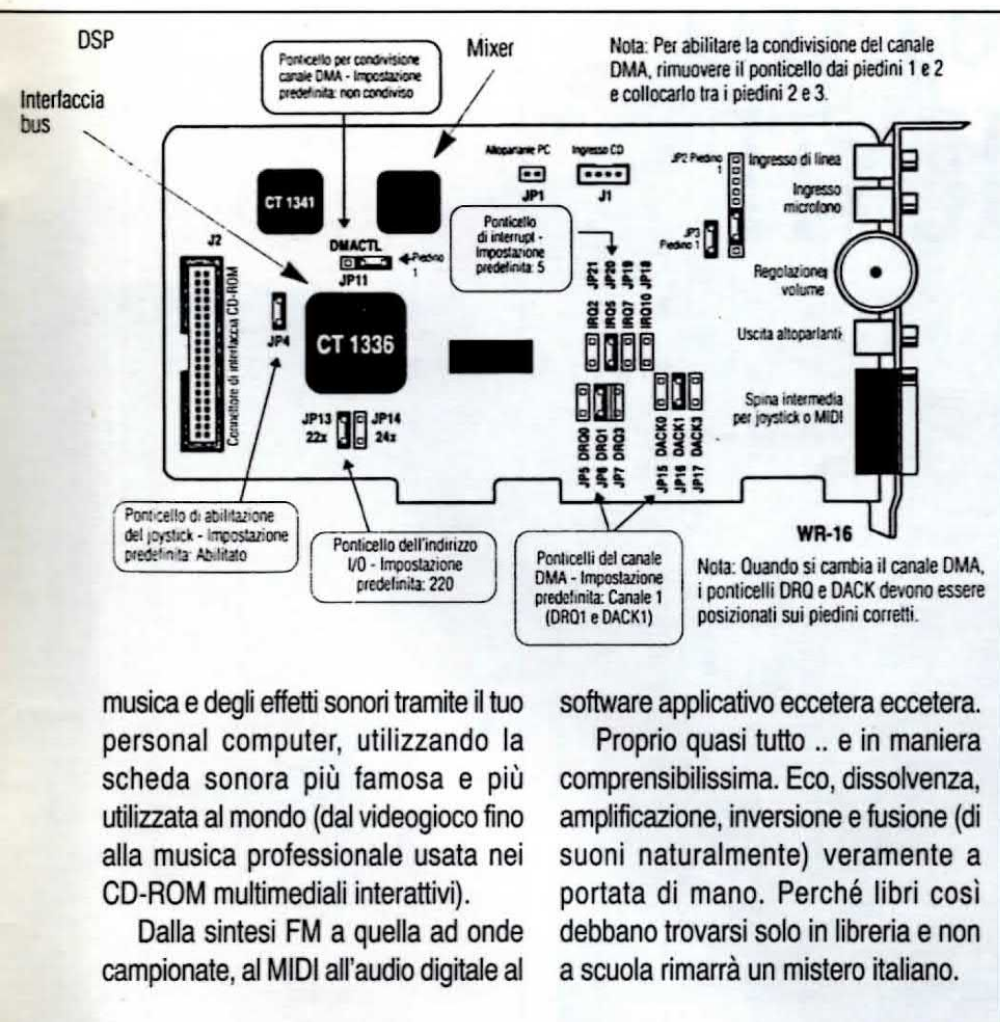 DSP
Ponticello per condivisione
canale DMA - Impostazione
predefinita: non condiviso
Mixer
Nota: Per abilitare la condivisione del canale
DMA, rimuovere il ponticello dai piedini 1 e 2
e collocarlo tra i piedini 2 e 3.
Interfaccia
bus
Altoparlante PC
JP1
Ingresso CD
J1
JP2 Piedino
1
Ingresso di linea
Ingresso
microfono
CT 1341
J2
DMACTL
JP11
Piedino
1
Ponticello
di interrupt -
Impostazione
predefinita: 5
JP3
Piedino 1
JP21
JP20
JP19
JP18
IRQ2
IRQ5
IRQ7
IRQ10
Regolazione
volume
Connettore di interfaccia CD-ROM
JP4
CT 1336
Uscita altoparlanti
Spina intermedia
per joystick o MIDI
JP13
22x
JP14
24x
JP5 DRQ0
JP6 DRQ1
JP7 DRQ3
JP15 DACK0
JP16 DACK1
JP17 DACK3
WR-16
Ponticello di abilitazione
del joystick - Impostazione
predefinita: Abilitato
Ponticello dell'indirizzo
I/O - Impostazione
predefinita: 220
Ponticelli del canale
DMA - Impostazione
predefinita: Canale 1
(DRQ1 e DACK1)
Nota: Quando si cambia il canale DMA,
i ponticelli DRQ e DACK devono essere
posizionati sui piedini corretti.
musica e degli effetti sonori tramite il tuo
personal computer, utilizzando la
scheda sonora più famosa e più
utilizzata al mondo (dal videogioco fino
alla musica professionale usata nei
CD-ROM multimediali interattivi).
Dalla sintesi FM a quella ad onde
campionate, al MIDI all'audio digitale al
software applicativo eccetera eccetera.
Proprio quasi tutto .. e in maniera
comprensibilissima. Eco, dissolvenza,
amplificazione, inversione e fusione (di
suoni naturalmente) veramente a
portata di mano. Perché libri così
debbano trovarsi solo in libreria e non
a scuola rimarrà un mistero italiano.